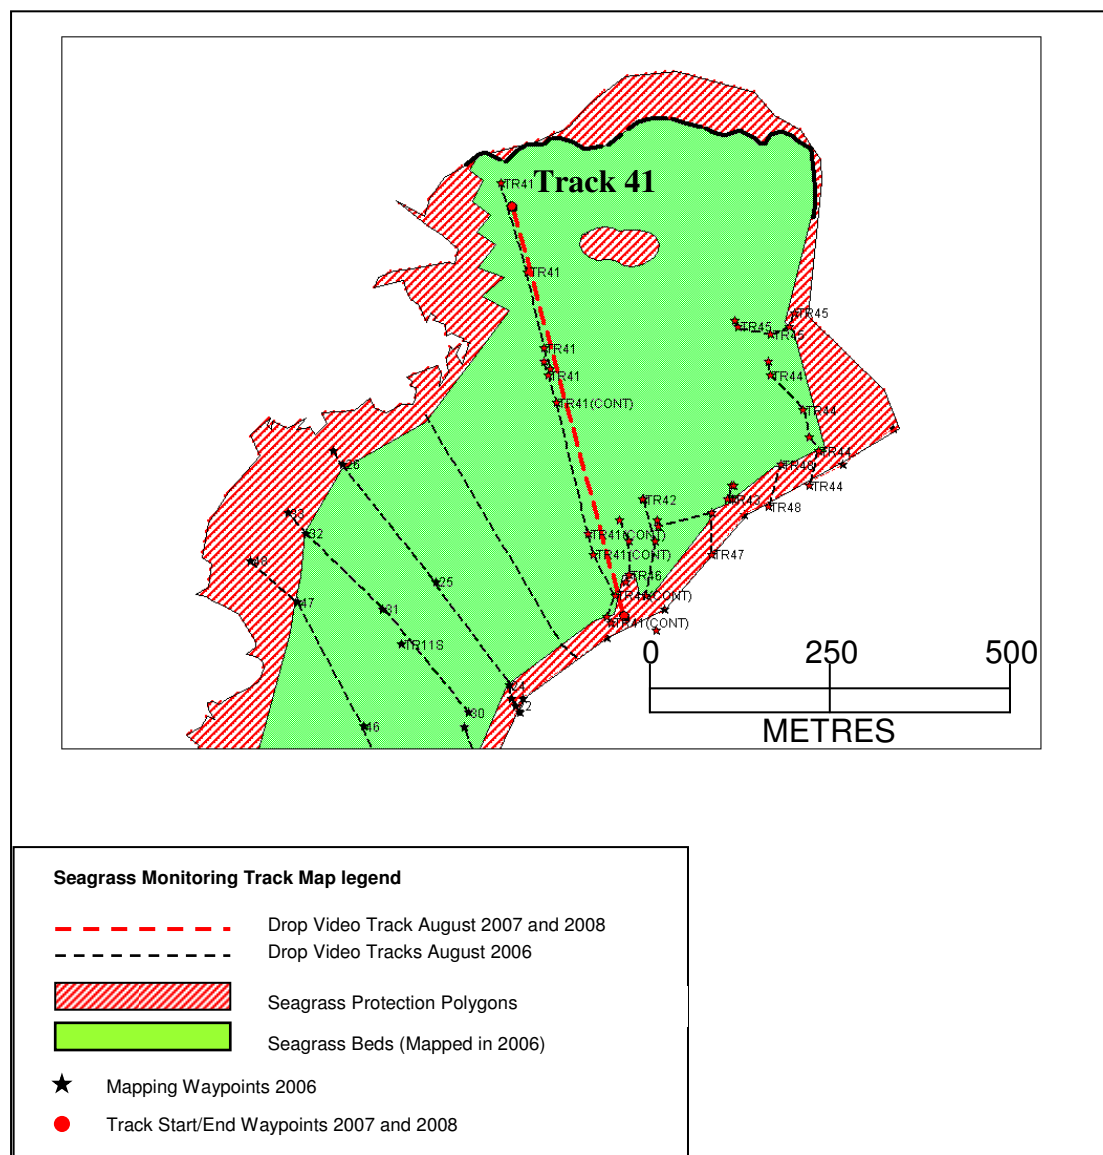 TR41
Track 41
TR41
TR45
TR45
TR45
TR41
TR41
TR44
TR41(CONT)
TR44
TR44
26
TR48
TR44
TR42
TR43
TR48
33
32
TR41(CONT)
TR41(CONT)
TR47
48
TR46
25
47
TR41(CONT)
31
TR41(CONT)
TR11S
0 250 500
24
22
30
46
METRES
Seagrass Monitoring Track Map legend
Drop Video Track August 2007 and 2008
Drop Video Tracks August 2006
Seagrass Protection Polygons
Seagrass Beds (Mapped in 2006)
Mapping Waypoints 2006
Track Start/End Waypoints 2007 and 2008